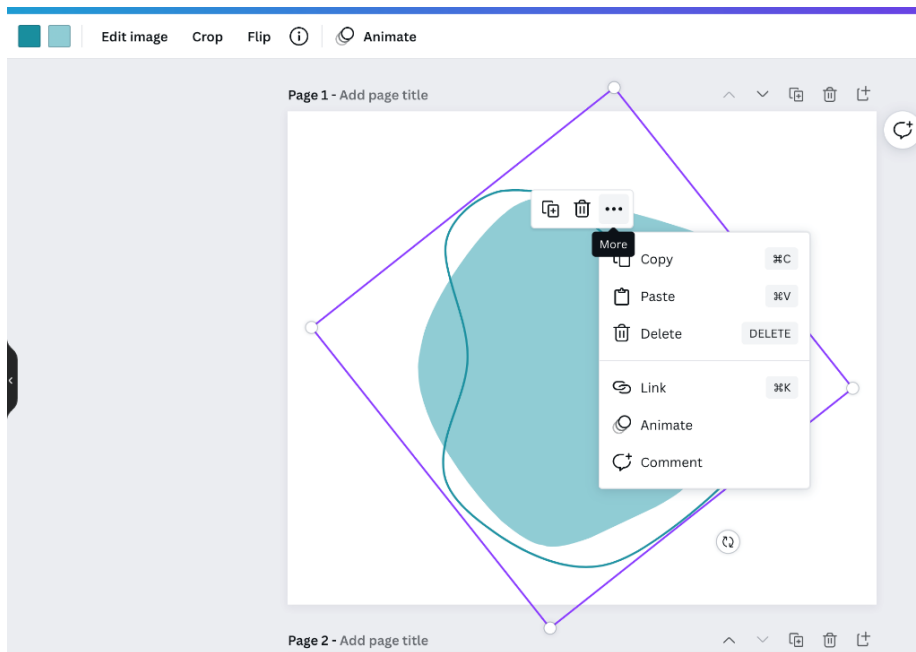 Edit image Crop Flip Animate
Page 1 - Add page title
More
Copy ⌘C
Paste ⌘V
Delete DELETE
Link ⌘K
Animate
Comment
Page 2 - Add page title